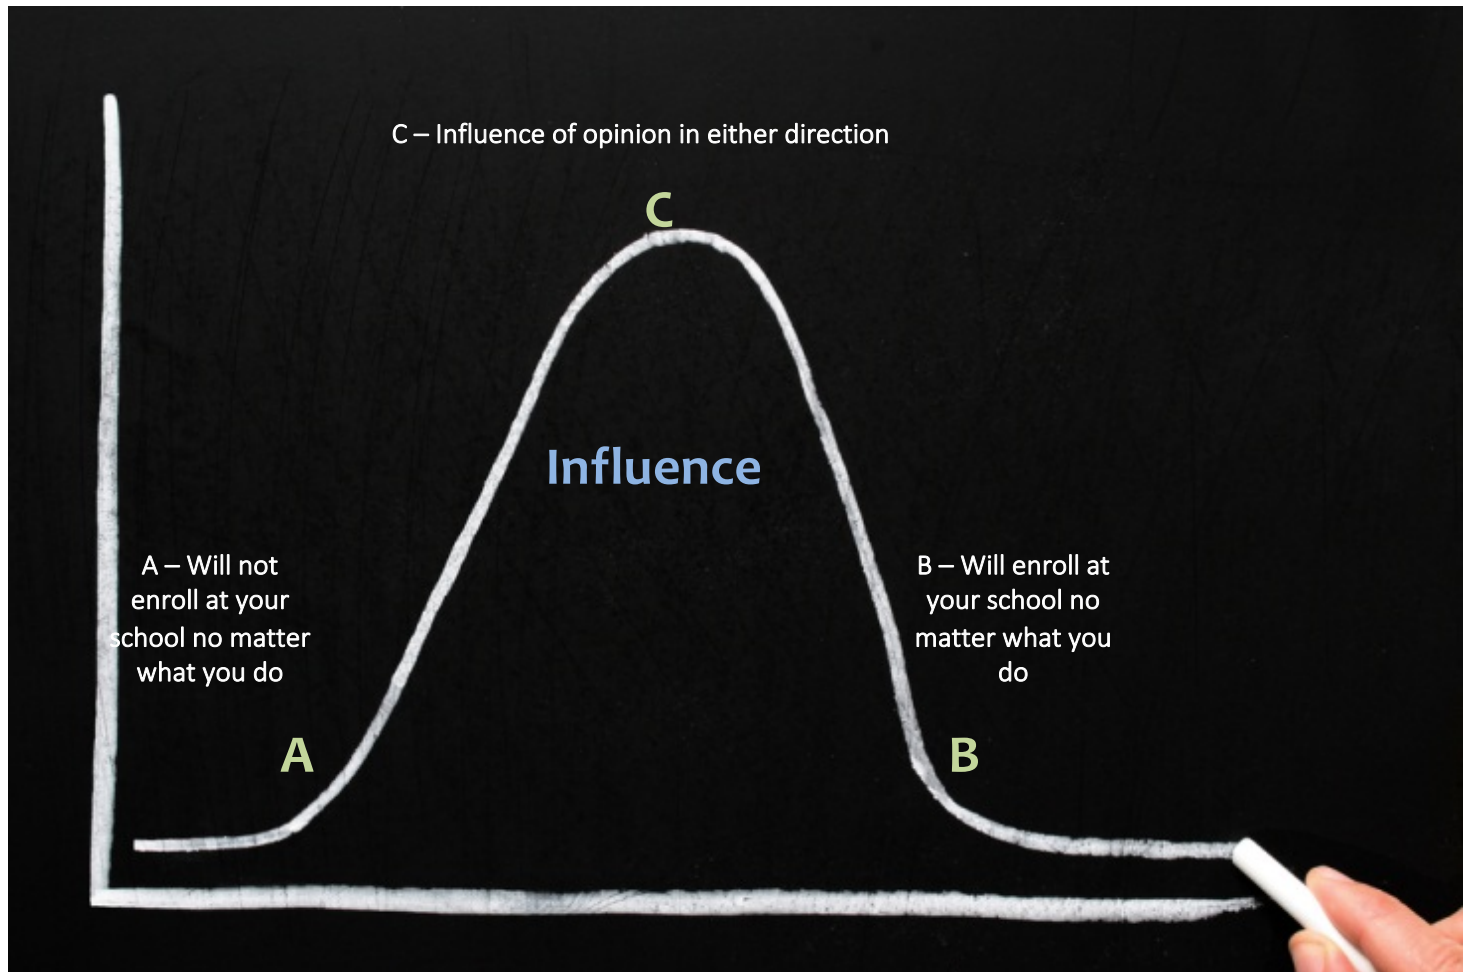 C – Influence of opinion in either direction
C
Influence
A – Will not
enroll at your
school no matter
what you do
B – Will enroll at
your school no
matter what you
do
A
B